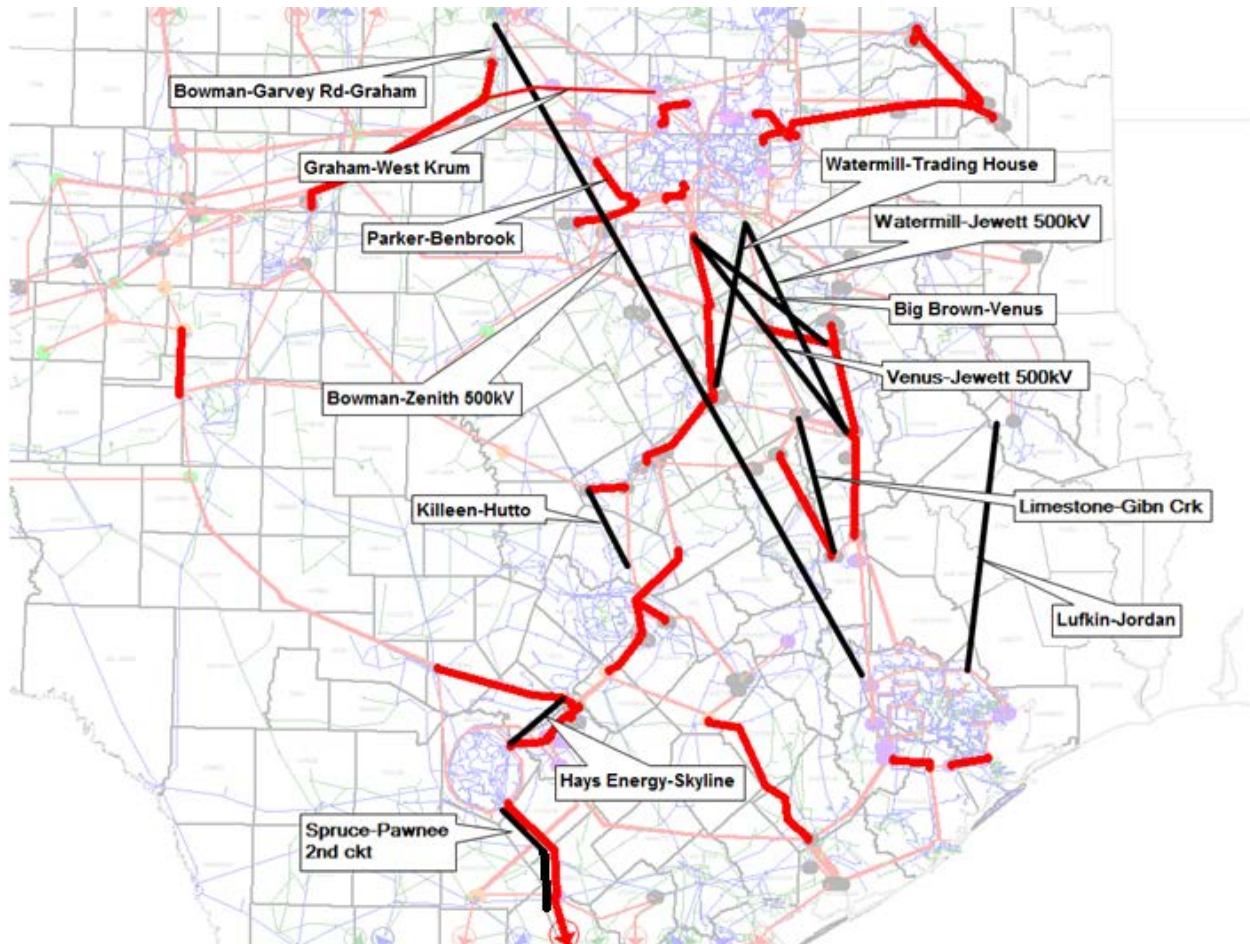 Bowman-Garvey Rd-Graham
Graham-West Krum
Watermill-Trading House
Parker-Benbrook
Watermill-Jewett 500kV
Big Brown-Venus
Venus-Jewett 500kV
Bowman-Zenith 500kV
Killeen-Hutto
Limestone-Gibn Crk
Lufkin-Jordan
Hays Energy-Skyline
Spruce-Pawnee
2nd ckt